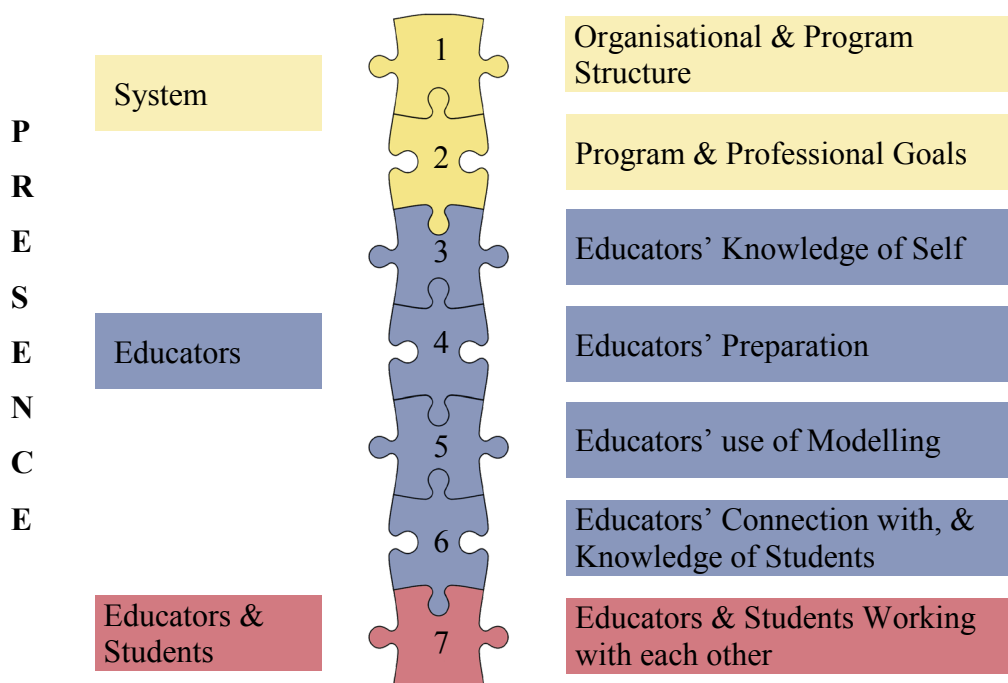 PRESENCE
System
Educators
Educators &
Students
1
2
3
4
5
6
7
Organisational & Program
Structure
Program & Professional Goals
Educators’ Knowledge of Self
Educators’ Preparation
Educators’ use of Modelling
Educators’ Connection with, &
Knowledge of Students
Educators & Students Working
with each other